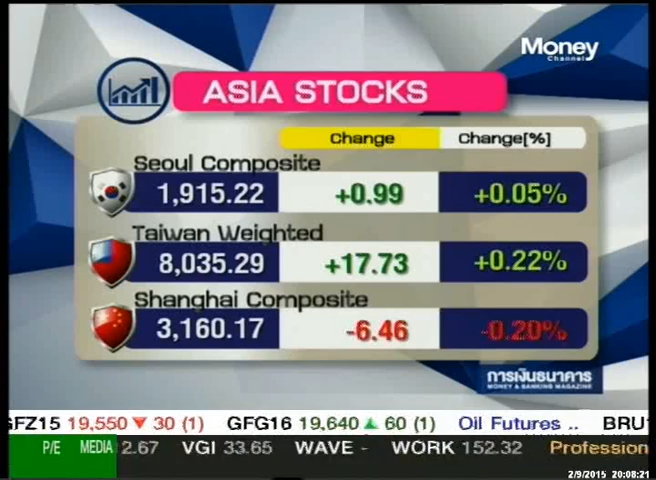 Money
Channel
ASIA STOCKS
Change Change[%]
Seoul Composite
1,915.22 +0.99 +0.05%
Taiwan Weighted
8,035.29 +17.73 +0.22%
Shanghai Composite
3,160.17 -6.46 -0.20%
การเงินธนาคาร
MONEY & BANKING MAGAZINE
GFZ15 19,550 ▼ 30 (1) GFG16 19,640 ▲ 60 (1) Oil Futures ..
P/E MEDIA 2.67 VGI 33.65 WAVE - WORK 152.32 Profession
2/9/2015 20:08:21